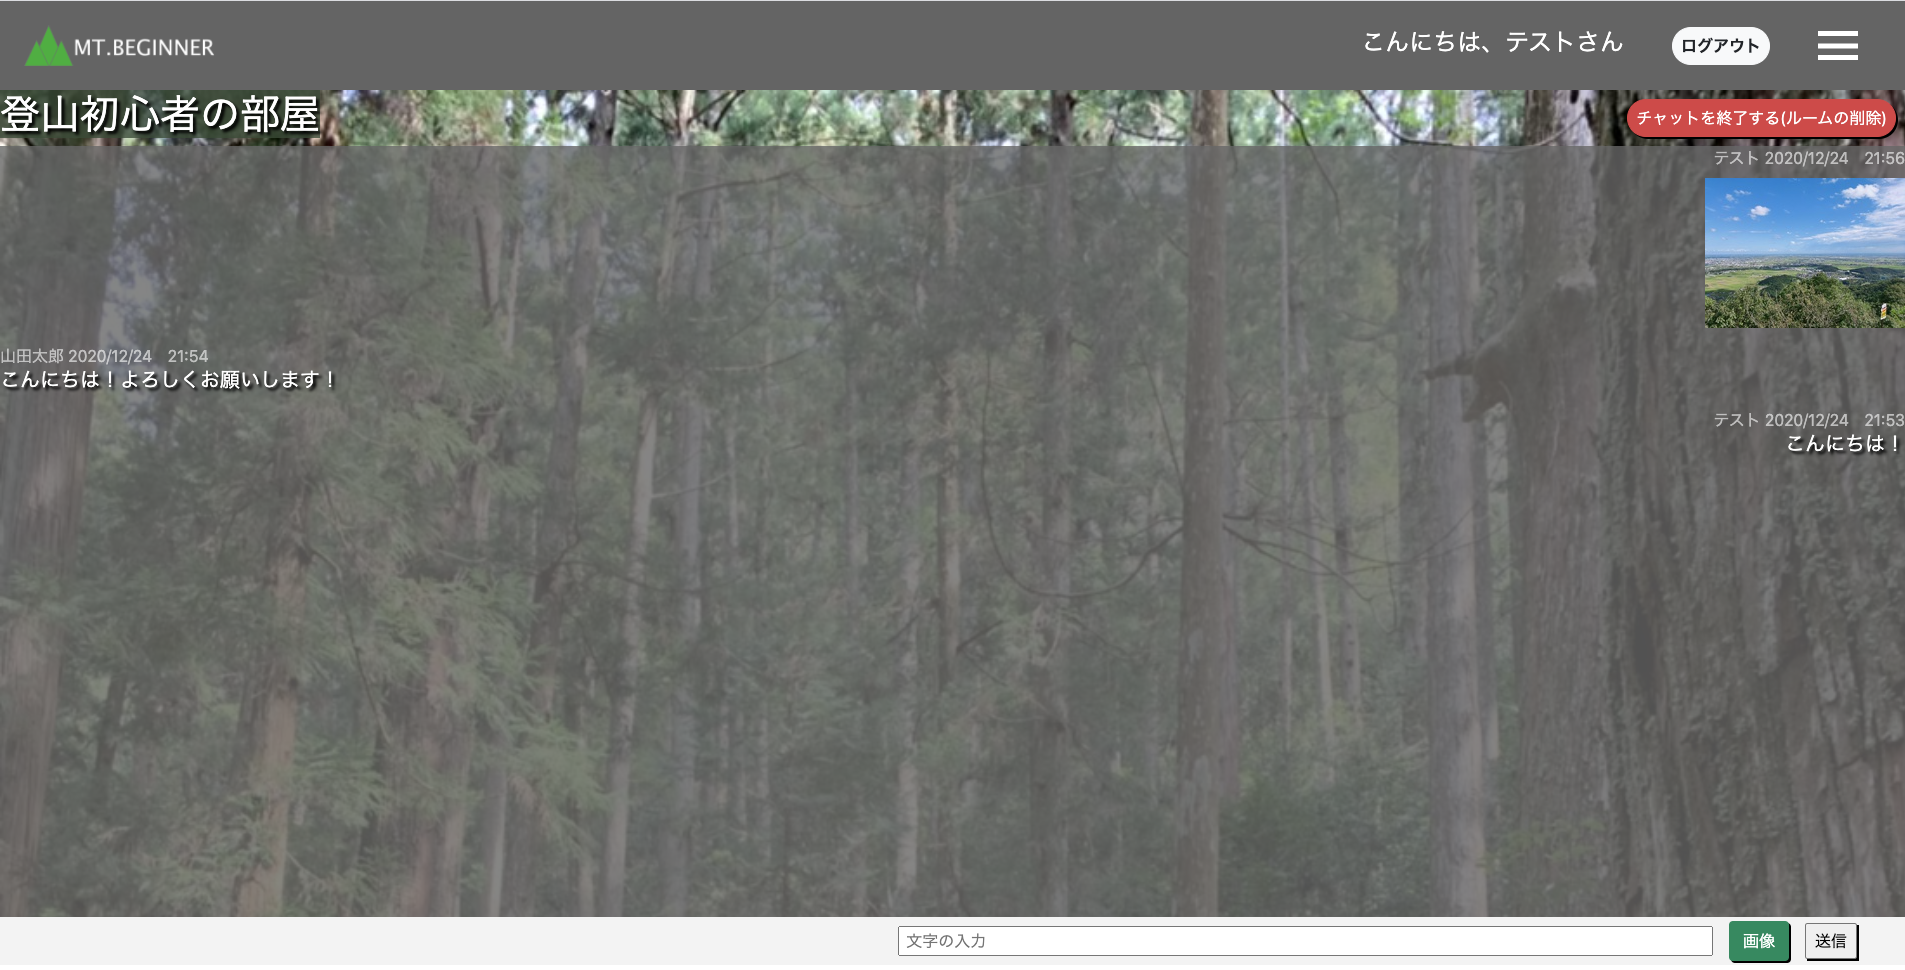 MT.BEGINNER
こんにちは、テストさん
ログアウト
登山初心者の部屋
チャットを終了する(ルームの削除)
テスト 2020/12/24　21:56
山田太郎 2020/12/24　21:54
こんにちは！よろしくお願いします！
テスト 2020/12/24　21:53
こんにちは！
文字の入力
画像
送信